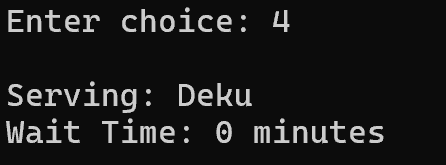 Enter choice: 4
Serving: Deku
Wait Time: 0 minutes